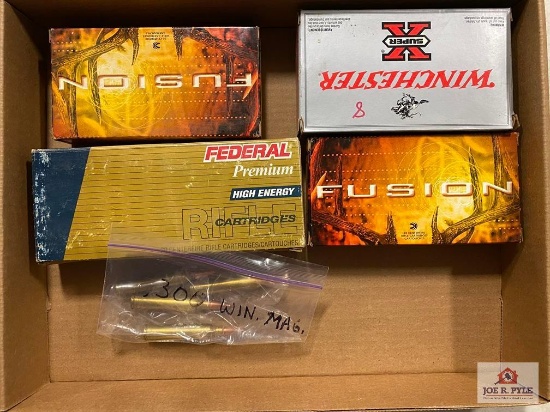 FUSION
SUPER X
WINCHESTER
8
FEDERAL
Premium
HIGH ENERGY
RIFLE
CARTRIDGES
FUSION
.300 WIN. MAG.
JOE R. PYLE